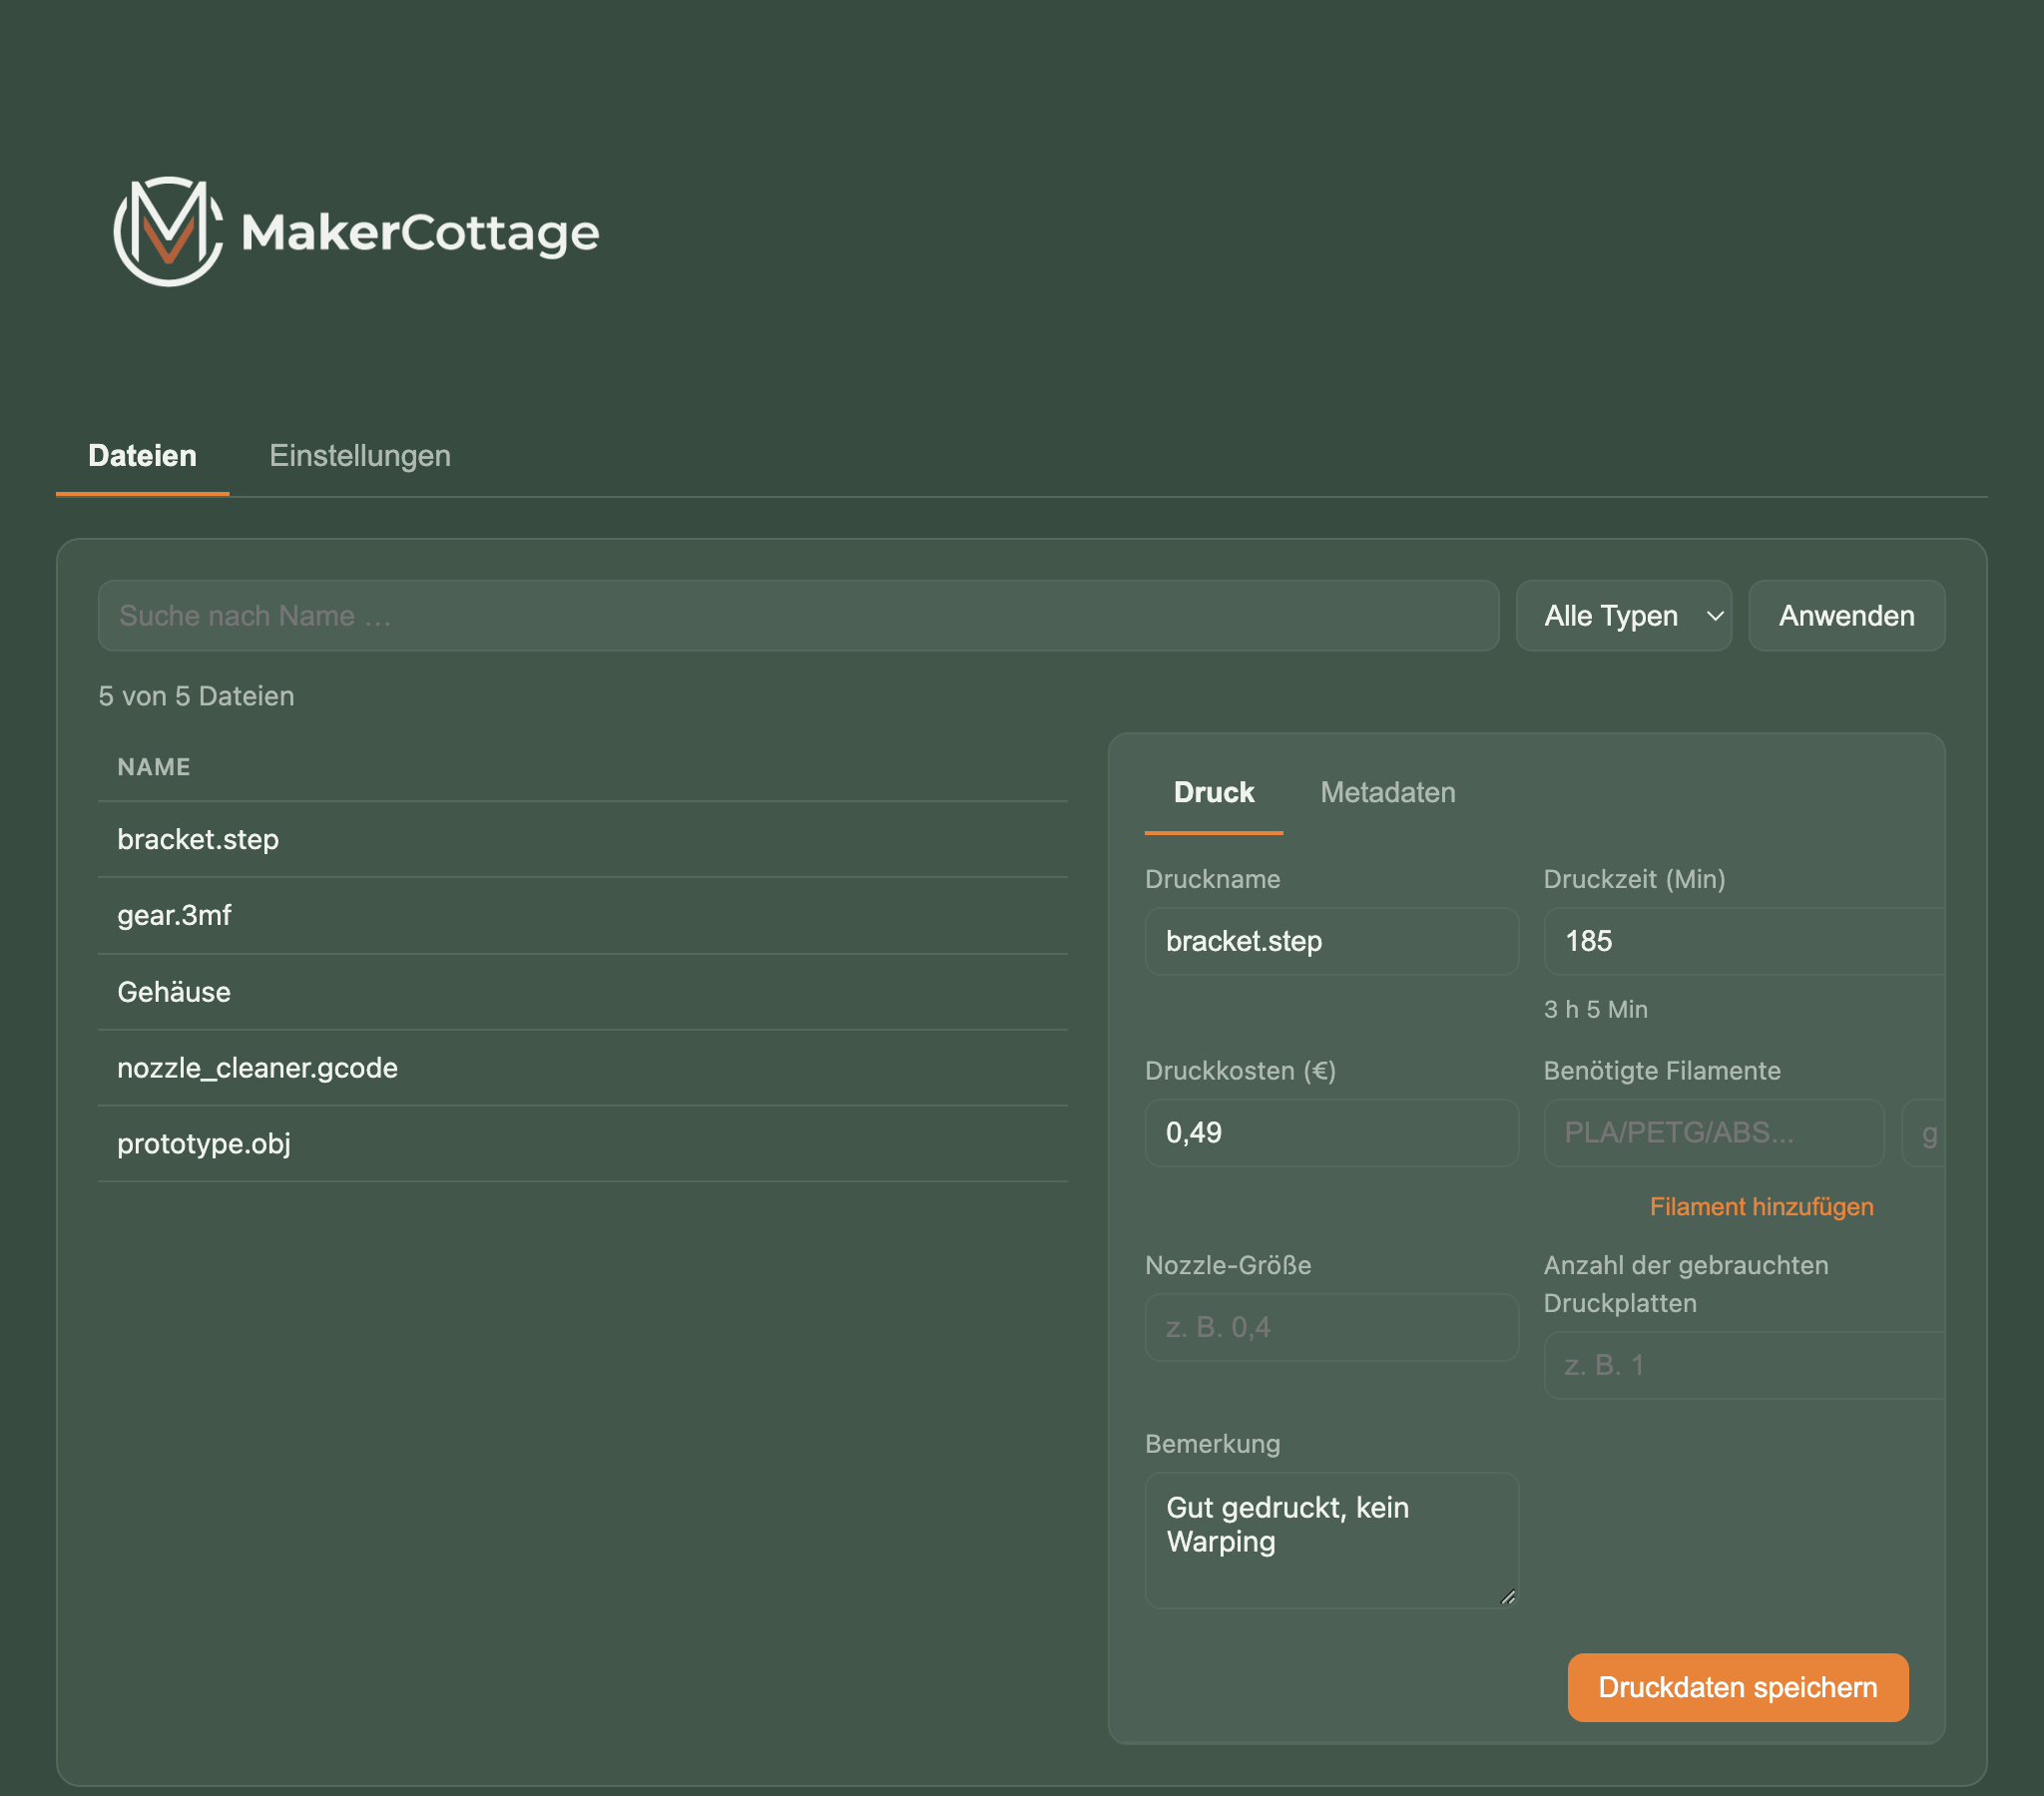 MakerCottage
Dateien
Einstellungen
Suche nach Name …
Alle Typen
Anwenden
5 von 5 Dateien
NAME
bracket.step
gear.3mf
Gehäuse
nozzle_cleaner.gcode
prototype.obj
Druck
Metadaten
Druckname
bracket.step
Druckzeit (Min)
185
3 h 5 Min
Druckkosten (€)
0,49
Benötigte Filamente
PLA/PETG/ABS...
g
Filament hinzufügen
Nozzle-Größe
z. B. 0,4
Anzahl der gebrauchten
Druckplatten
z. B. 1
Bemerkung
Gut gedruckt, kein
Warping
Druckdaten speichern